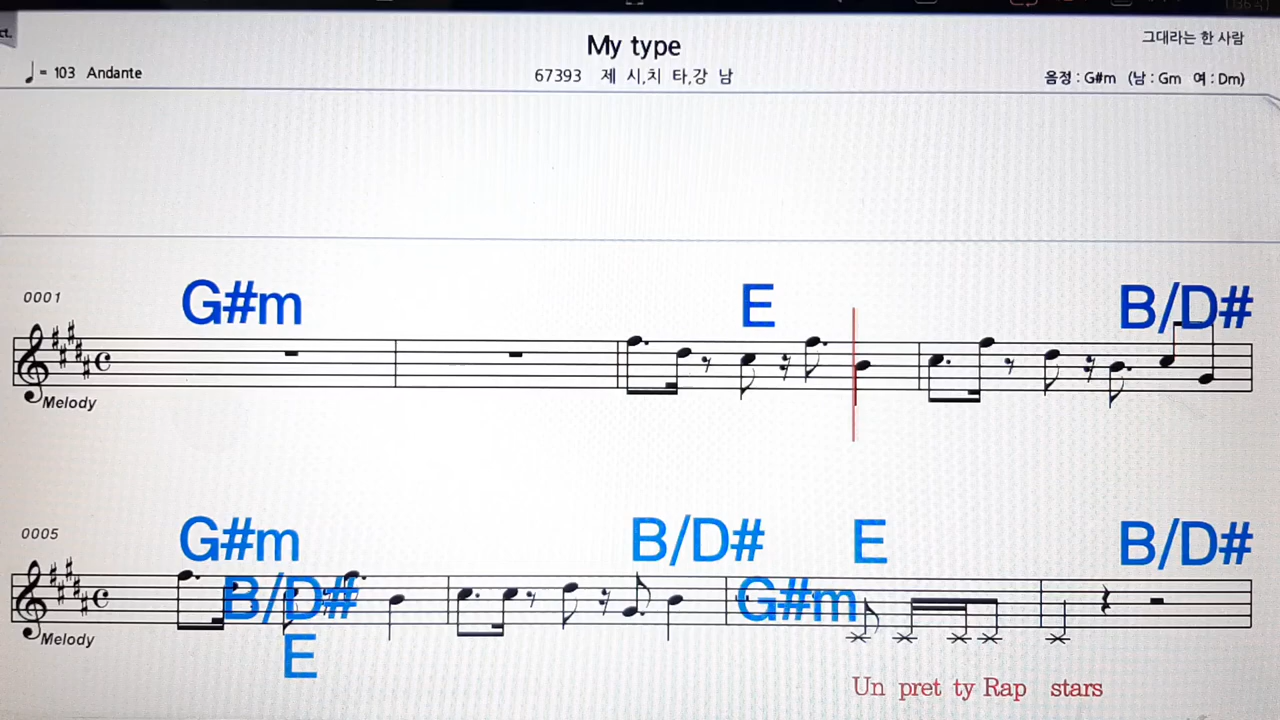 ct.
My type
그대라는 한 사람
♩ = 103 Andante
67393 제 시,치 타,강 남
음정 : G#m (남 : Gm 여 : Dm)
0001
G#m E B/D#
Melody
0005
G#m B/D# E B/D#
B/D# G#m
Melody
E
Un pret ty Rap stars